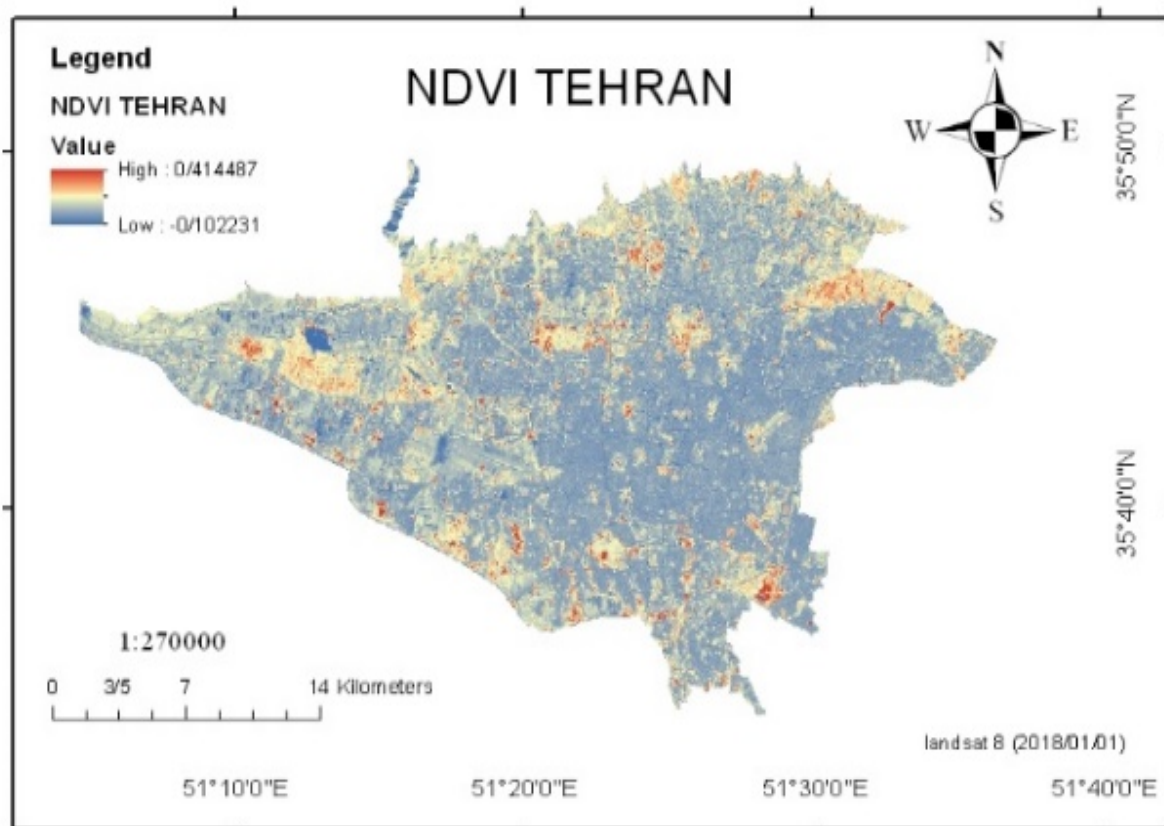 Legend
NDVI TEHRAN
NDVI TEHRAN
Value
High : 0/414487
Low : -0/102231
N
W
E
S
35°50'0"N
35°40'0"N
1:270000
0 3/5 7 14 Kilometers
landsat 8 (2018/01/01)
51°10'0"E 51°20'0"E 51°30'0"E 51°40'0"E